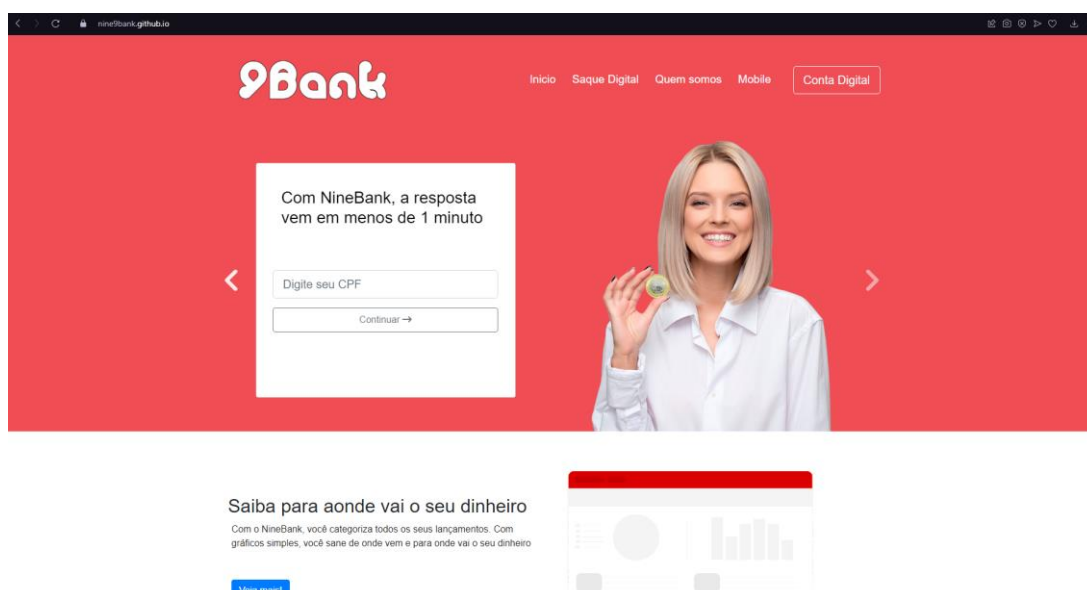 nine9bank.github.io
9Bank
Inicio Saque Digital Quem somos Mobile Conta Digital
Com NineBank, a resposta
vem em menos de 1 minuto
Digite seu CPF
Continuar →
Saiba para aonde vai o seu dinheiro
Com o NineBank, você categoriza todos os seus lançamentos. Com
gráficos simples, você sane de onde vem e para onde vai o seu dinheiro
Veja mais!